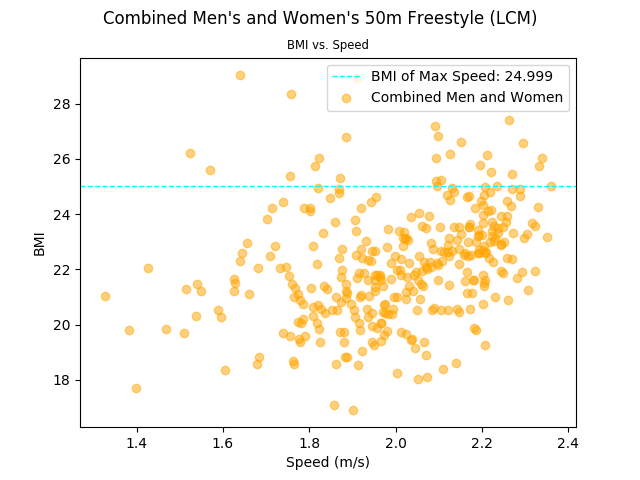 Combined Men's and Women's 50m Freestyle (LCM)
BMI vs. Speed
BMI of Max Speed: 24.999
Combined Men and Women
28
26
24
22
20
18
BMI
1.4 1.6 1.8 2.0 2.2 2.4
Speed (m/s)